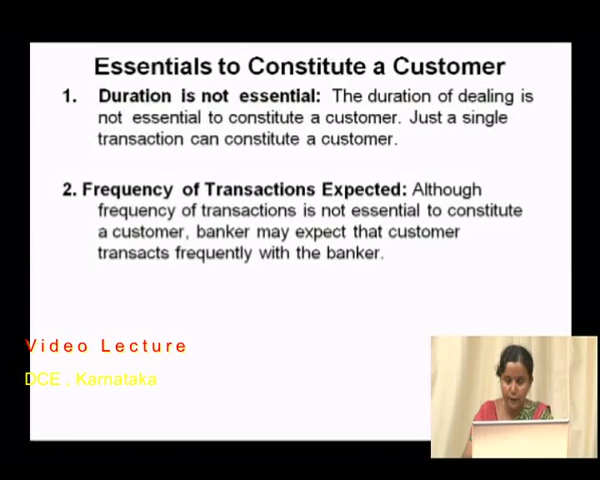 Essentials to Constitute a Customer
1. Duration is not essential: The duration of dealing is
not essential to constitute a customer. Just a single
transaction can constitute a customer.
2. Frequency of Transactions Expected: Although
frequency of transactions is not essential to constitute
a customer, banker may expect that customer
transacts frequently with the banker.
Video Lecture
DCE , Karnataka